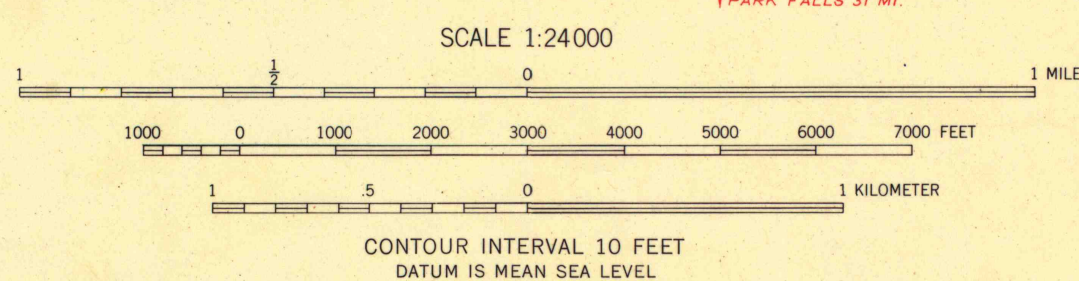 PARK FALLS 31 MI.
SCALE 1:24000
1 ½ 0 1 MILE
1000 0 1000 2000 3000 4000 5000 6000 7000 FEET
1 .5 0 1 KILOMETER
CONTOUR INTERVAL 10 FEET
DATUM IS MEAN SEA LEVEL